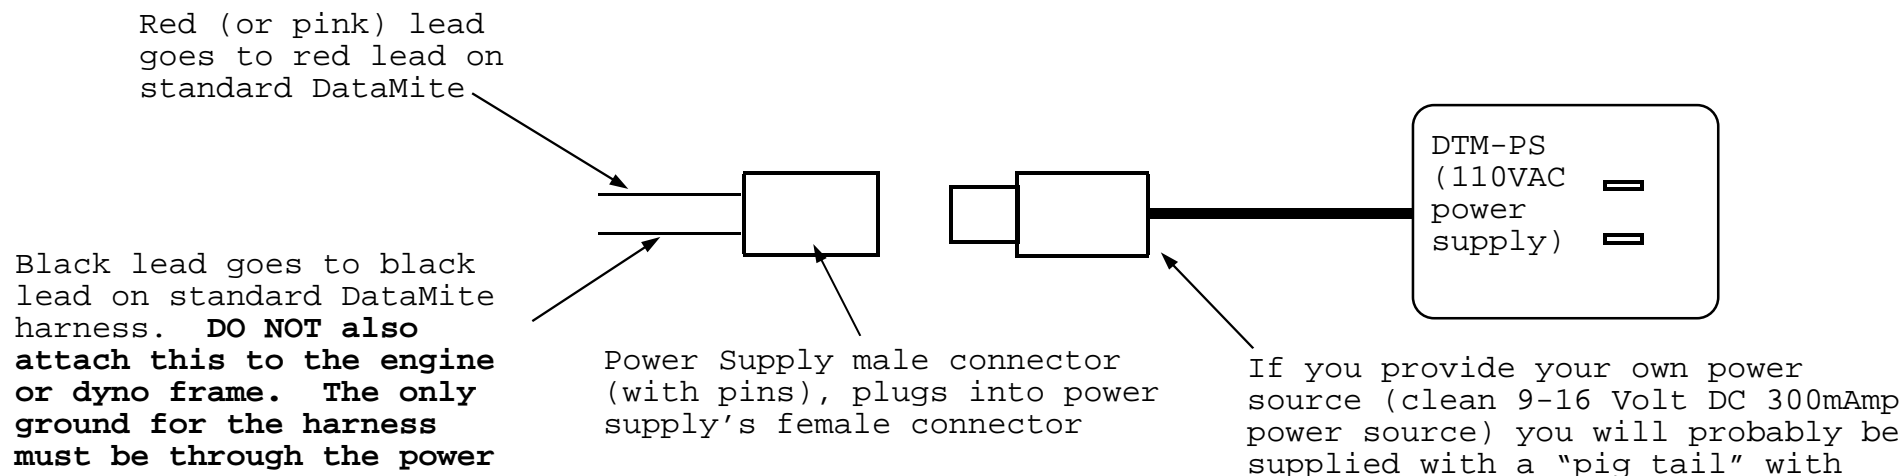 Red (or pink) lead
goes to red lead on
standard DataMite
DTM-PS
(110VAC
power
supply)
Black lead goes to black
lead on standard DataMite
harness.  DO NOT also
attach this to the engine
or dyno frame.  The only
ground for the harness
must be through the power
Power Supply male connector
(with pins), plugs into power
supply’s female connector
If you provide your own power
source (clean 9-16 Volt DC 300mAmp
power source) you will probably be
supplied with a “pig tail” with